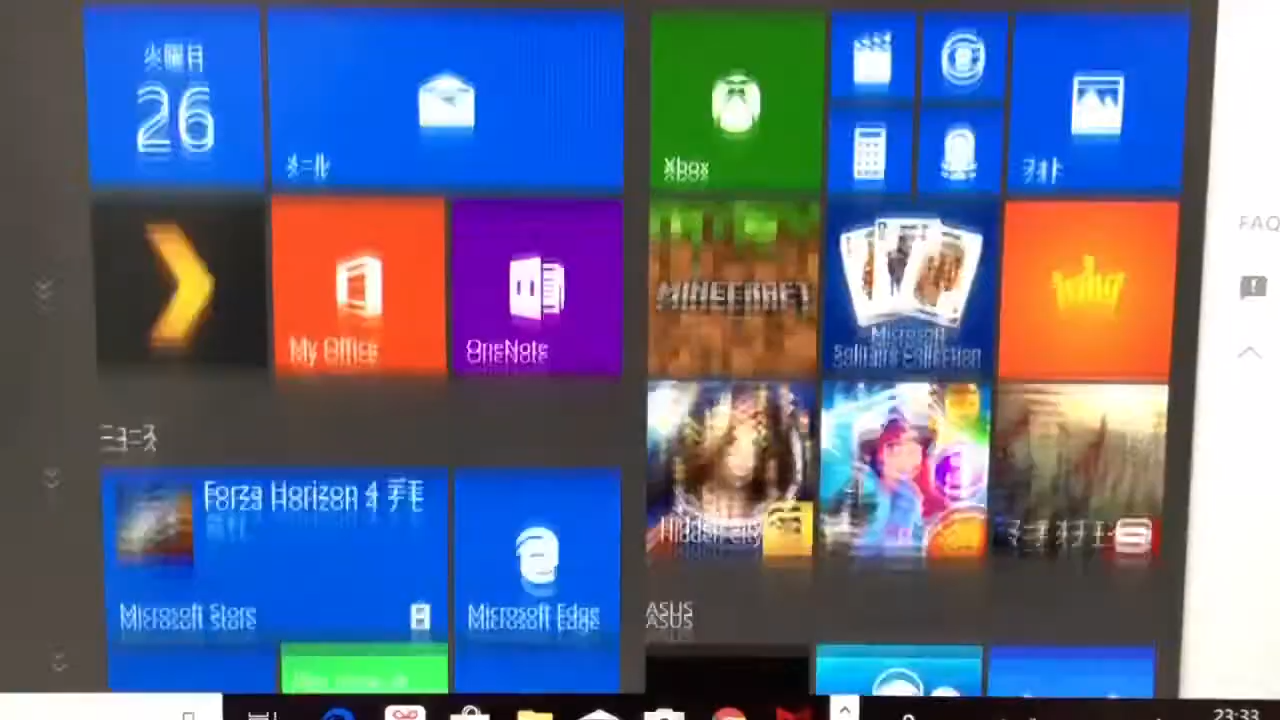 火曜日
26
メール
Xbox
フォト
My Office
OneNote
MINECRAFT
Microsoft
Solitaire Collection
ニュース
Forza Horizon 4 デモ
Microsoft Store
Microsoft Edge
Hidden City
ASUS
FAQ
23:33